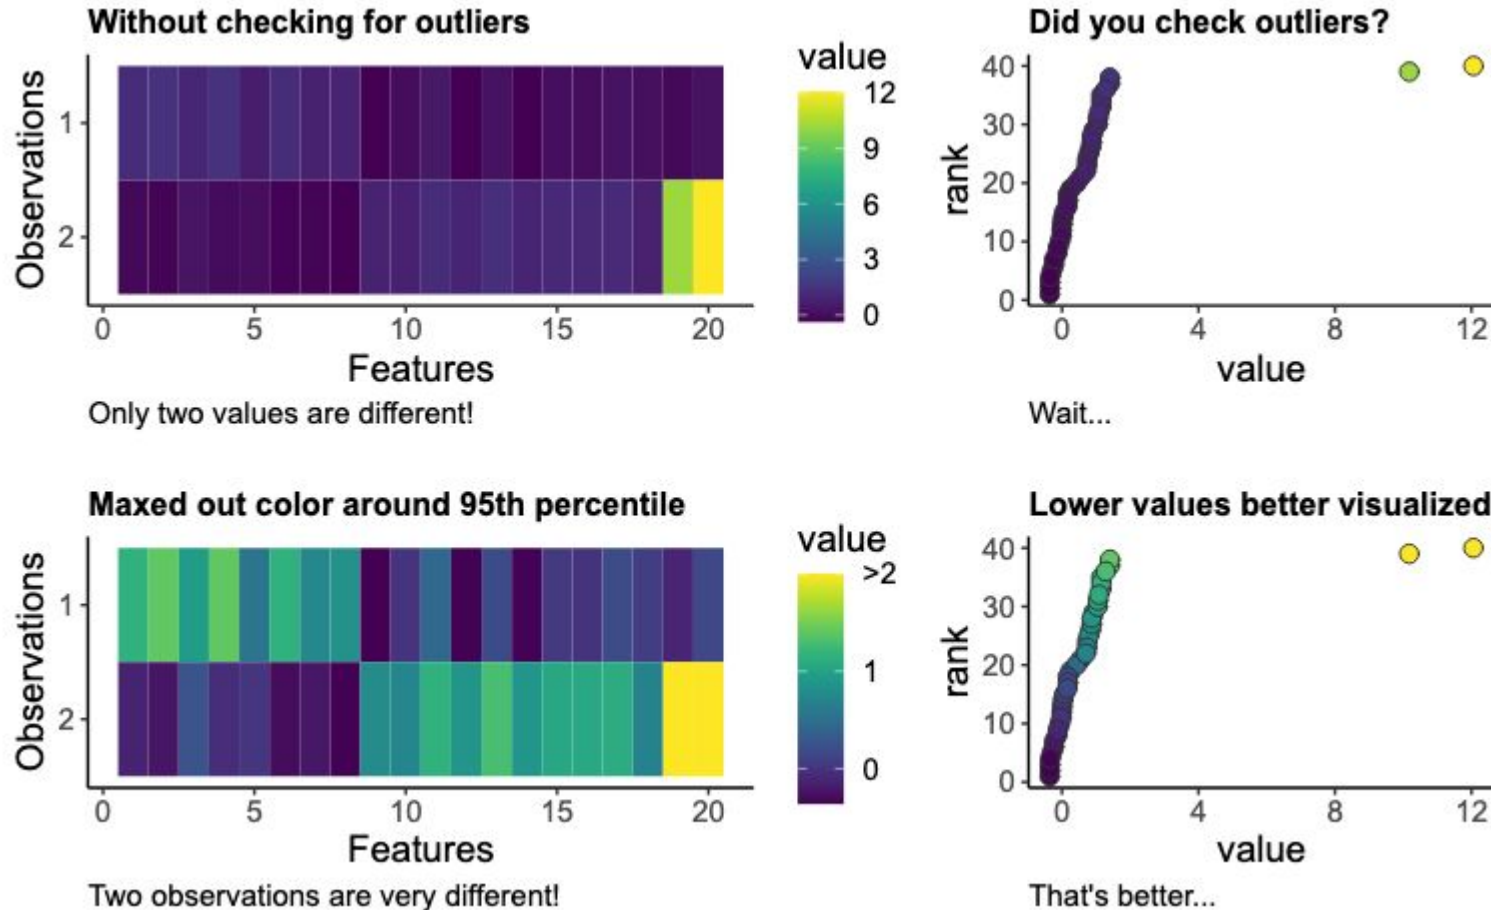 Without checking for outliers
Observations
1
2
0 5 10 15 20
Features
Only two values are different!
value
12
9
6
3
0
Did you check outliers?
rank
40
30
20
10
0
0 4 8 12
value
Wait...
Maxed out color around 95th percentile
Observations
1
2
0 5 10 15 20
Features
Two observations are very different!
value
>2
1
0
Lower values better visualized
rank
40
30
20
10
0
0 4 8 12
value
That's better...